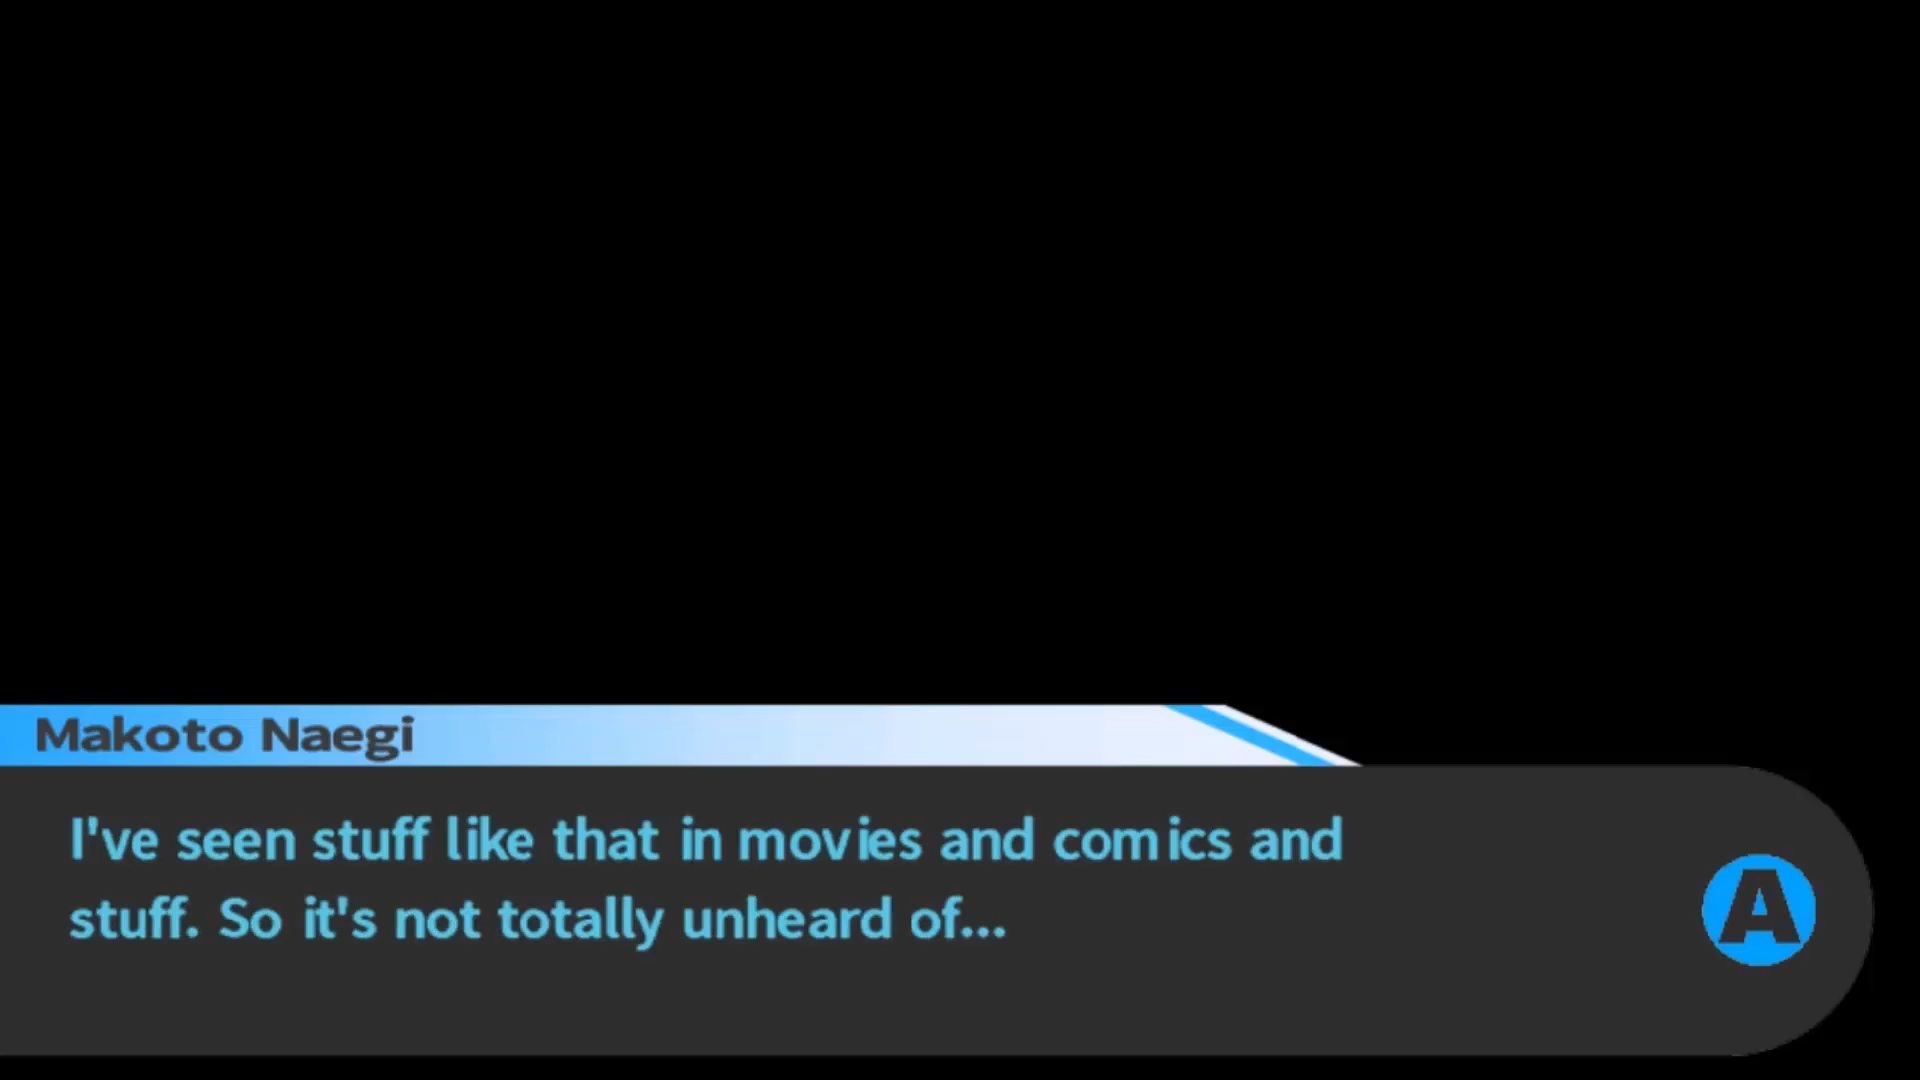 Makoto Naegi
I've seen stuff like that in movies and comics and
stuff. So it's not totally unheard of...
A